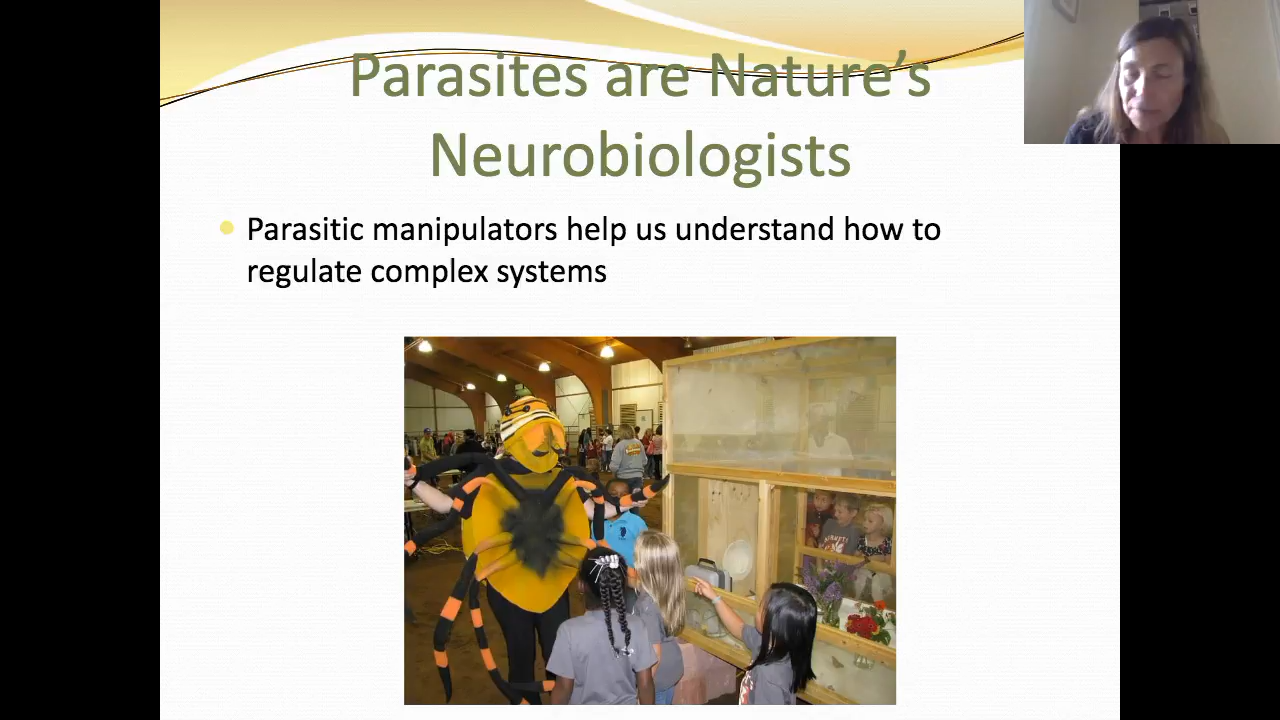 Parasites are Nature's
Neurobiologists
Parasitic manipulators help us understand how to
regulate complex systems